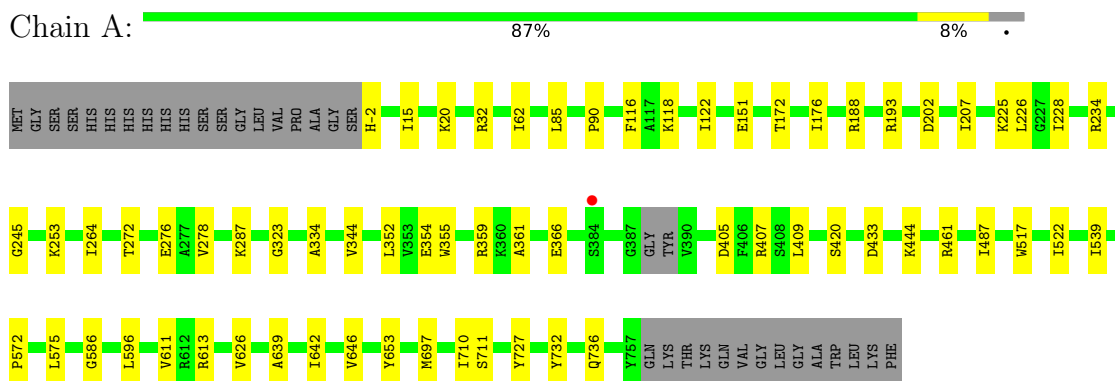 Chain A:
87% 8% •
MET GLY SER SER HIS HIS HIS HIS HIS HIS SER SER GLY LEU VAL PRO ALA GLY SER H-2 I15 K20 R32 I62 L85 P90 F116 A117 K118 I122 E151 T172 I176 R188 R193 D202 I207 K225 L226 G227 I228 R234
G245 K253 I264 T272 E276 A277 V278 K287 G323 A334 V344 L352 V353 E354 W355 R359 K360 A361 E366 S384 G387 GLY TYR V390 D405 F406 R407 S408 L409 S420 D433 K444 R461 I487 W517 I522 I539
P572 L575 G586 L596 V611 R612 R613 V626 A639 I642 V646 Y653 M697 I710 S711 Y727 Y732 Q736 Y757 GLN LYS THR LYS GLN VAL GLY LEU GLY ALA TRP LEU LYS PHE